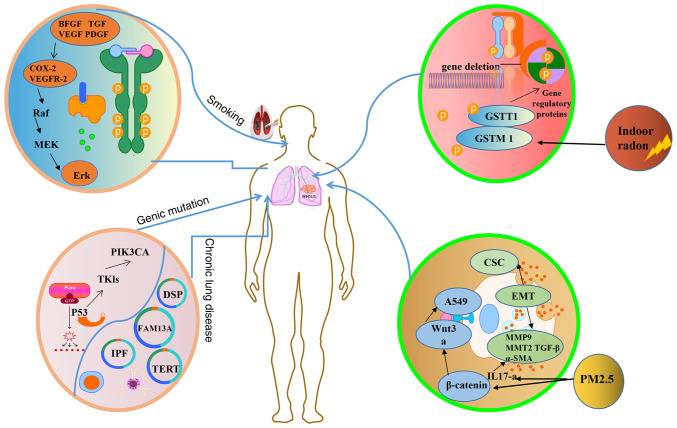 BFGF TGF
VEGF PDGF
COX-2
VEGFR-2
Raf
MEK
Erk
P
P
P
P
P
P
Smoking
gene deletion
P
P
P
P
Gene
regulatory
proteins
P
GSTT1
GSTM 1
P
P
Indoor
radon
NSCLC
Genic mutation
Chronic lung disease
PIK3CA
TKIs
Ras
GTP
P53
DSP
FAM13A
IPF
TERT
CSC
A549
EMT
Wnt3
a
MMP9
MMT2 TGF-β
α-SMA
IL17-a
β-catenin
PM2.5